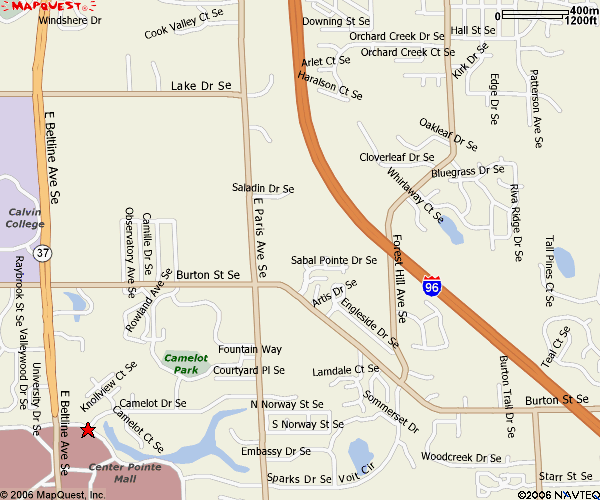 MAPQUEST
400m
1200ft
Windshere Dr
Cook Valley Ct Se
Downing St Se
Hall St Se
Orchard Creek Dr Se
Orchard Creek Ct Se
Arlet Ct Se
Haralson Ct Se
Kirk Dr Se
Edge Dr Se
Patterson Ave Se
Lake Dr Se
E Beltline Ave Se
Oakleaf Dr Se
Cloverleaf Dr Se
Bluegrass Dr Se
Whirlaway Ct Se
Riva Ridge Dr Se
Saladin Dr Se
Calvin
College
Observatory Ave Se
Camille Dr Se
E Paris Ave Se
Forest Hill Ave Se
Tall Pines Ct Se
37
Sabal Pointe Dr Se
Burton St Se
96
Raybrook St Se
Rowland Ave Se
Artis Dr Se
Engleside Dr Se
Teal Ct Se
Valleywood Dr Se
Fountain Way
Camelot
Park
Courtyard Pl Se
Lamdale Ct Se
University Dr Se
Knollview Ct Se
Burton Trail Dr Se
Burton St Se
E Beltline Ave Se
Camelot Dr Se
N Norway St Se
Sommerset Dr
Camelot Ct Se
S Norway St Se
Embassy Dr Se
Woodcreek Dr Se
Center Pointe
Mall
Voit Cir
Sparks Dr Se
Starr St Se
© 2006 MapQuest, Inc.
©2006 NAVTEQ